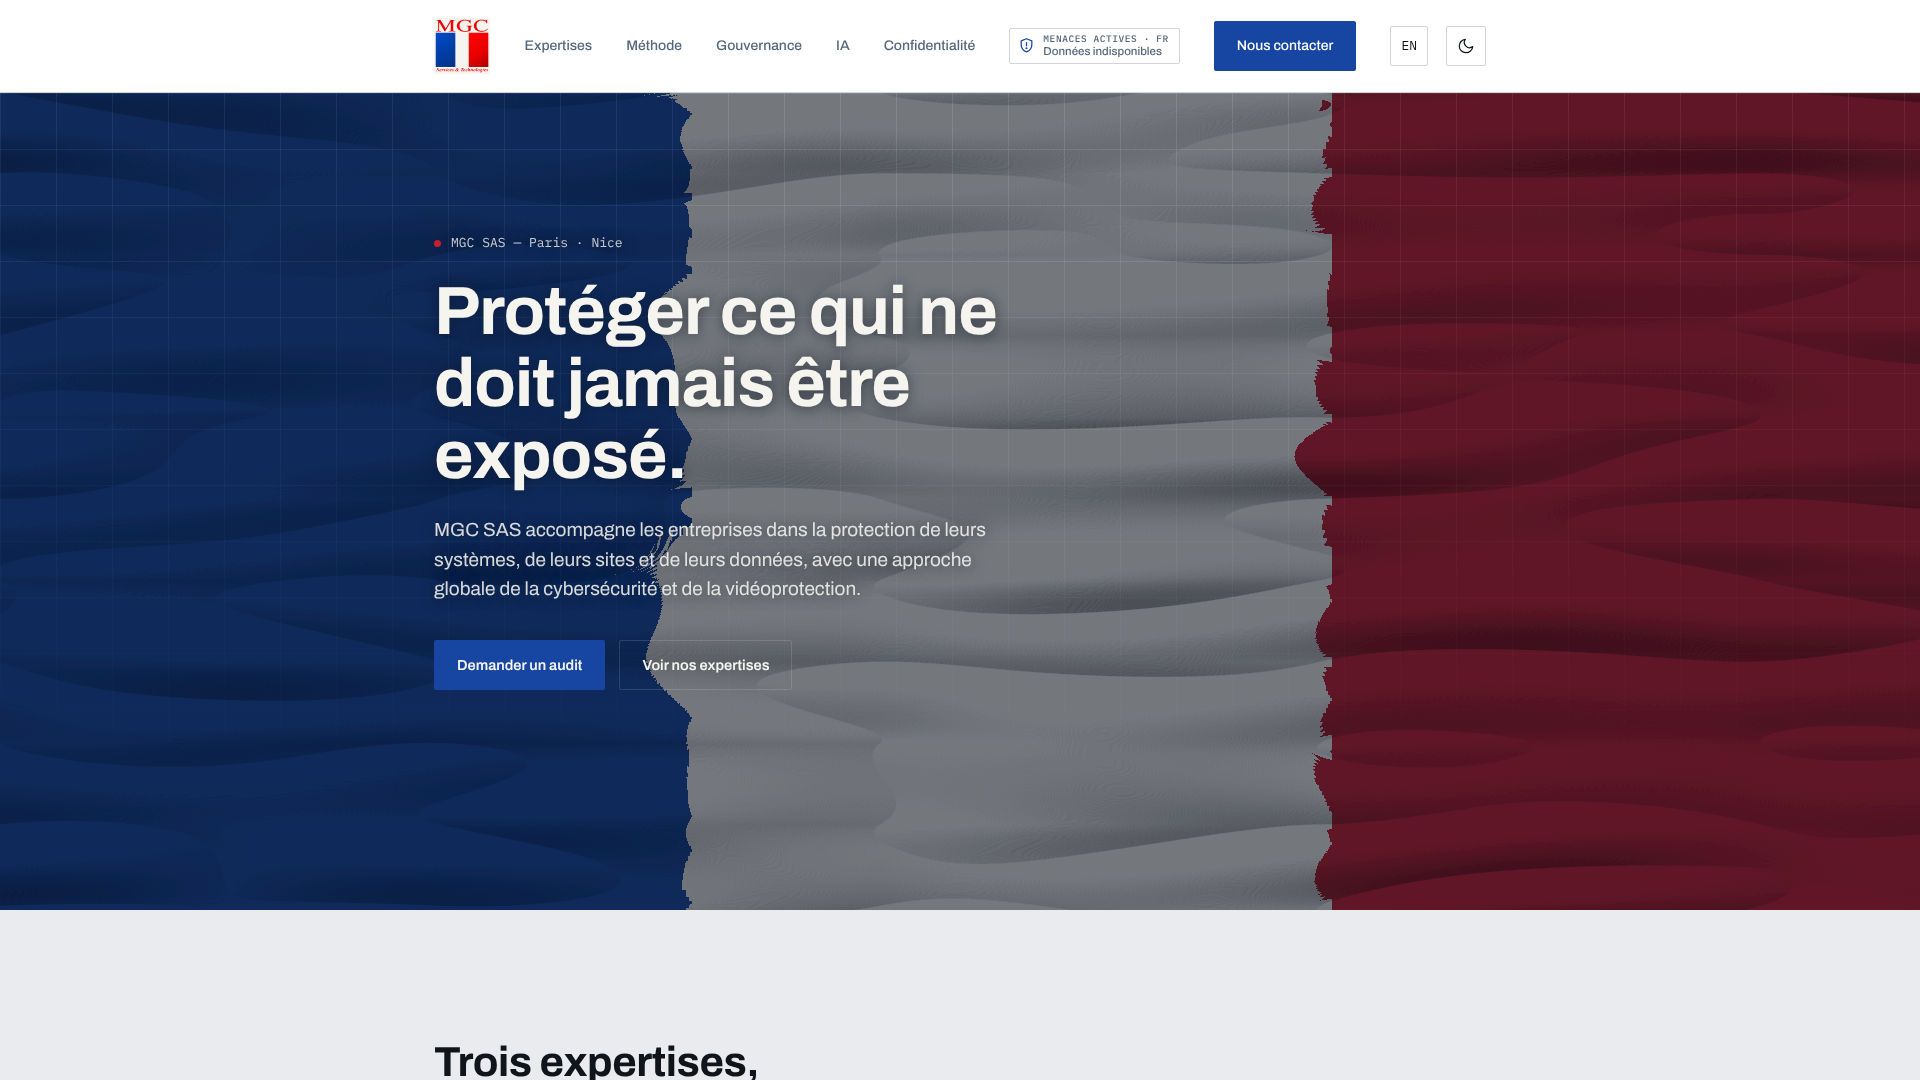 MGC
Services & Technologies
Expertises
Méthode
Gouvernance
IA
Confidentialité
MENACES ACTIVES · FR
Données indisponibles
Nous contacter
EN
MGC SAS — Paris · Nice
Protéger ce qui ne
doit jamais être
exposé.
MGC SAS accompagne les entreprises dans la protection de leurs
systèmes, de leurs sites et de leurs données, avec une approche
globale de la cybersécurité et de la vidéoprotection.
Demander un audit
Voir nos expertises
Trois expertises,